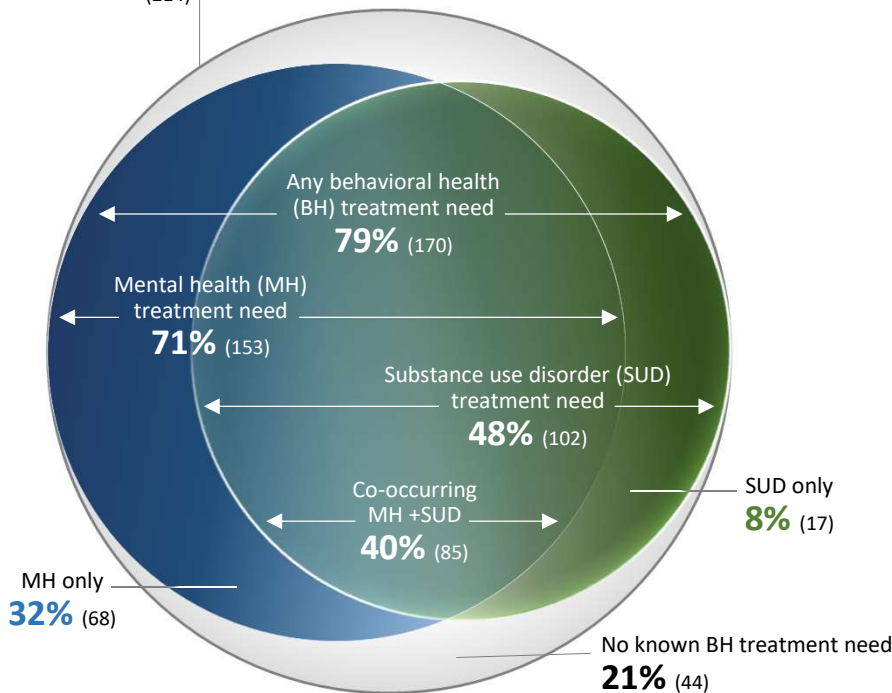 Any behavioral health
(BH) treatment need
79% (170)
Mental health (MH)
treatment need
71% (153)
Substance use disorder (SUD)
treatment need
48% (102)
Co-occurring
MH +SUD
40% (85)
SUD only
8% (17)
MH only
32% (68)
No known BH treatment need
21% (44)